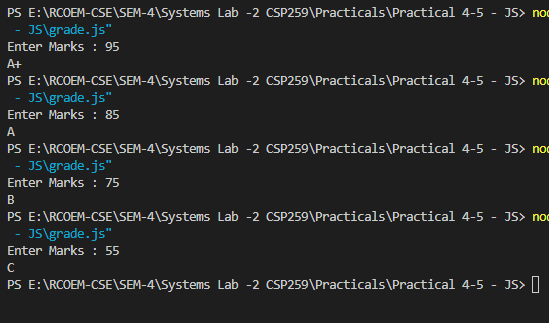 PS E:\RCOEM-CSE\SEM-4\Systems Lab -2 CSP259\Practicals\Practical 4-5 - JS> nod
- JS\grade.js"
Enter Marks : 95
A+
PS E:\RCOEM-CSE\SEM-4\Systems Lab -2 CSP259\Practicals\Practical 4-5 - JS> nod
- JS\grade.js"
Enter Marks : 85
A
PS E:\RCOEM-CSE\SEM-4\Systems Lab -2 CSP259\Practicals\Practical 4-5 - JS> nod
- JS\grade.js"
Enter Marks : 75
B
PS E:\RCOEM-CSE\SEM-4\Systems Lab -2 CSP259\Practicals\Practical 4-5 - JS> nod
- JS\grade.js"
Enter Marks : 55
C
PS E:\RCOEM-CSE\SEM-4\Systems Lab -2 CSP259\Practicals\Practical 4-5 - JS>